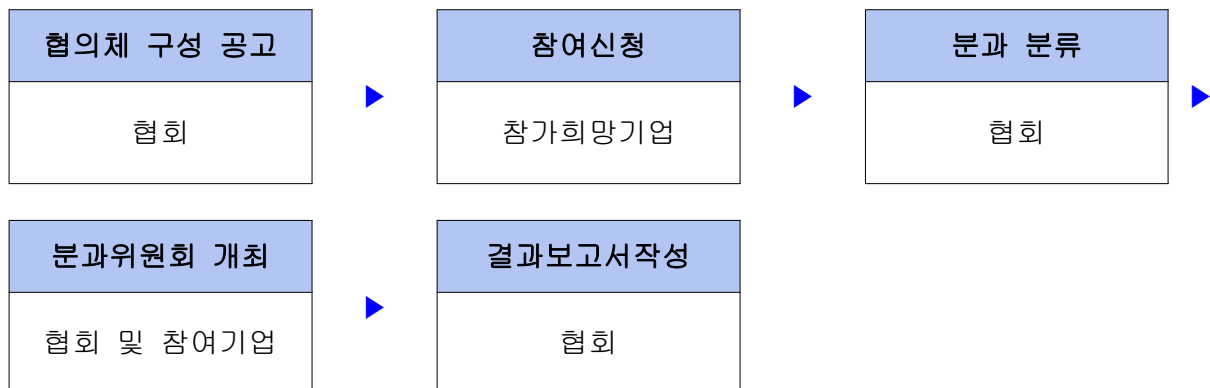 협의체 구성 공고
협회
▶
참여신청
참가희망기업
▶
분과 분류
협회
▶
분과위원회 개최
협회 및 참여기업
▶
결과보고서작성
협회